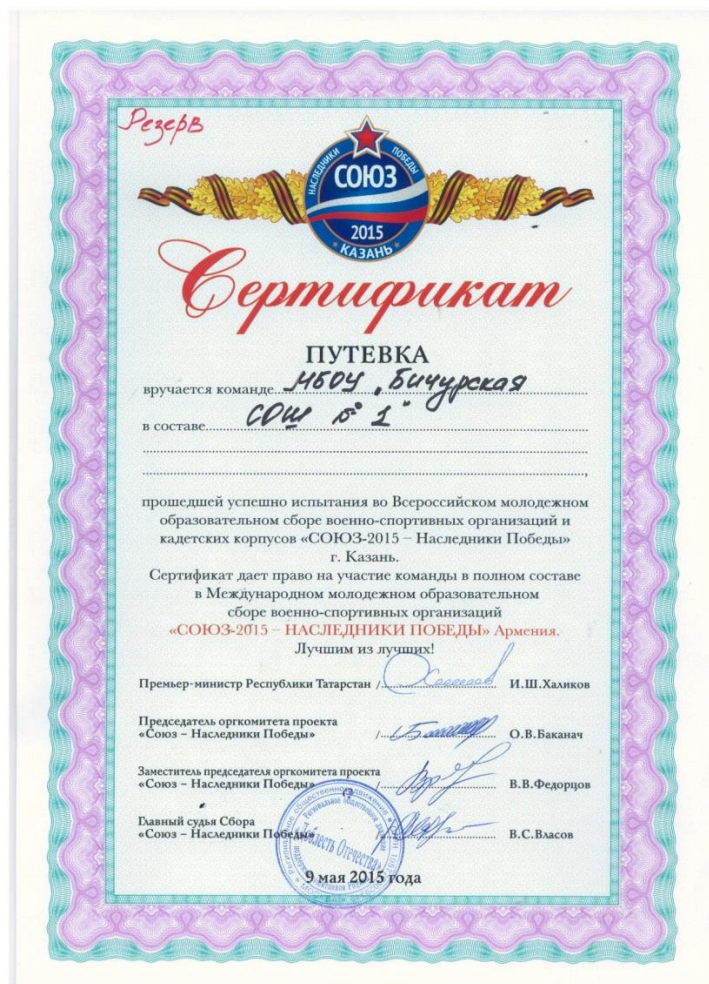 Резерв
НАСЛЕДНИКИ ПОБЕДЫ
СОЮЗ
2015
КАЗАНЬ
Сертификат
ПУТЕВКА
вручается команде МБОУ „Бичурская
в составе СОШ № 1"
прошедшей успешно испытания во Всероссийском молодежном
образовательном сборе военно-спортивных организаций и
кадетских корпусов «СОЮЗ-2015 – Наследники Победы»
г. Казань.
Сертификат дает право на участие команды в полном составе
в Международном молодежном образовательном
сборе военно-спортивных организаций
«СОЮЗ-2015 – НАСЛЕДНИКИ ПОБЕДЫ» Армения.
Лучшим из лучших!
Премьер-министр Республики Татарстан / И.Ш.Халиков
Председатель оргкомитета проекта
«Союз – Наследники Победы» / О.В.Баканач
Заместитель председателя оргкомитета проекта
«Союз – Наследники Победы» / В.В.Федорцов
Главный судья Сбора
«Союз – Наследники Победы» / В.С.Власов
Доблесть Отечества
9 мая 2015 года